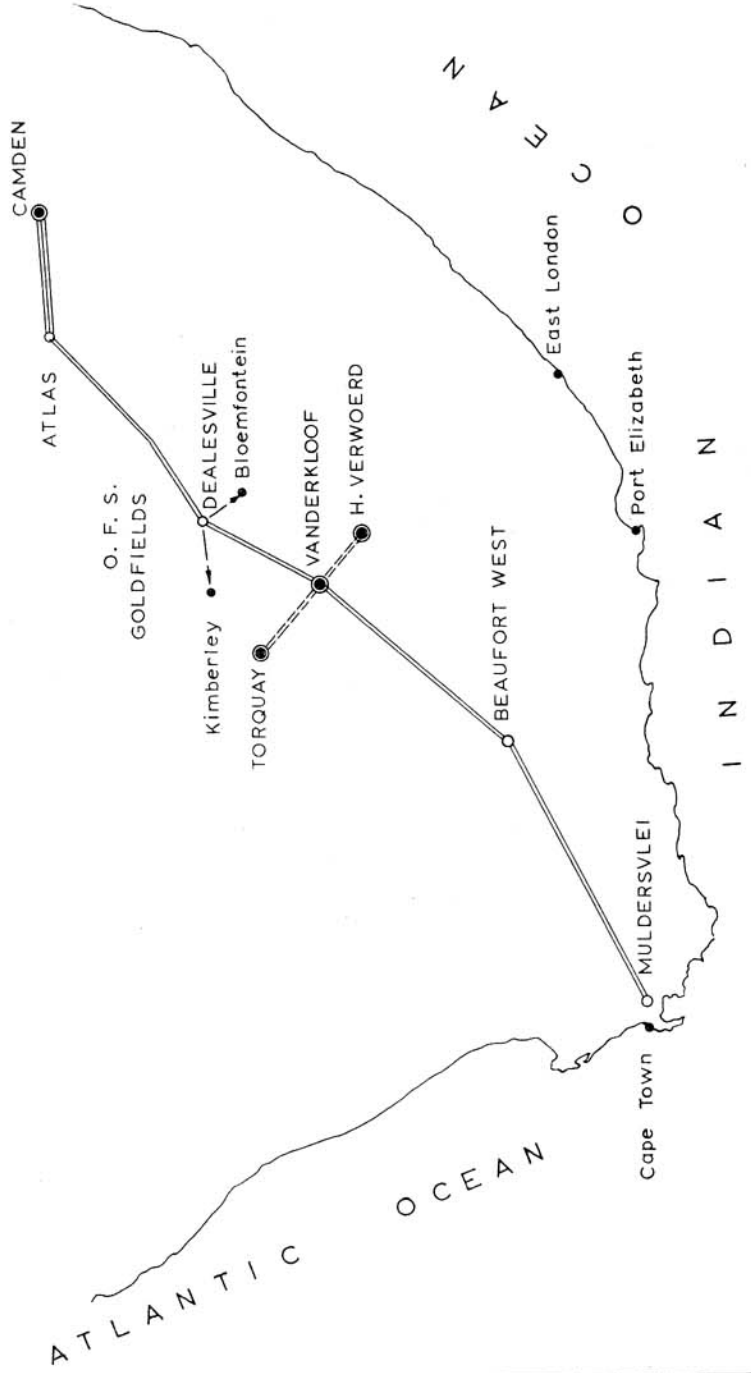 CAMDEN
ATLAS
O. F. S.
GOLDFIELDS
DEALESVILLE
Bloemfontein
Kimberley
VANDERKLOOF
H. VERWOERD
TORQUAY
BEAUFORT WEST
East London
Port Elizabeth
MULDERSVLEI
Cape Town
ATLANTIC OCEAN
INDIAN OCEAN